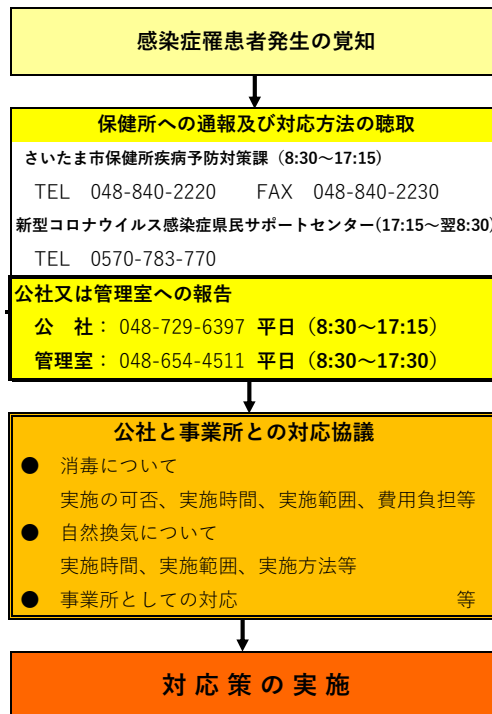 感染症罹患者発生の覚知
保健所への通報及び対応方法の聴取
さいたま市保健所疾病予防対策課（8:30～17:15）
TEL　048-840-2220　　FAX　048-840-2230
新型コロナウイルス感染症県民サポートセンター(17:15～翌8:30)
TEL　0570-783-770
公社又は管理室への報告
公　社： 048-729-6397 平日（8:30～17:15）
管理室： 048-654-4511 平日（8:30～17:30）
公社と事業所との対応協議
●　消毒について
実施の可否、実施時間、実施範囲、費用負担等
●　自然換気について
実施時間、実施範囲、実施方法等
●　事業所としての対応　　　　　　　　　　等
対 応 策 の 実 施